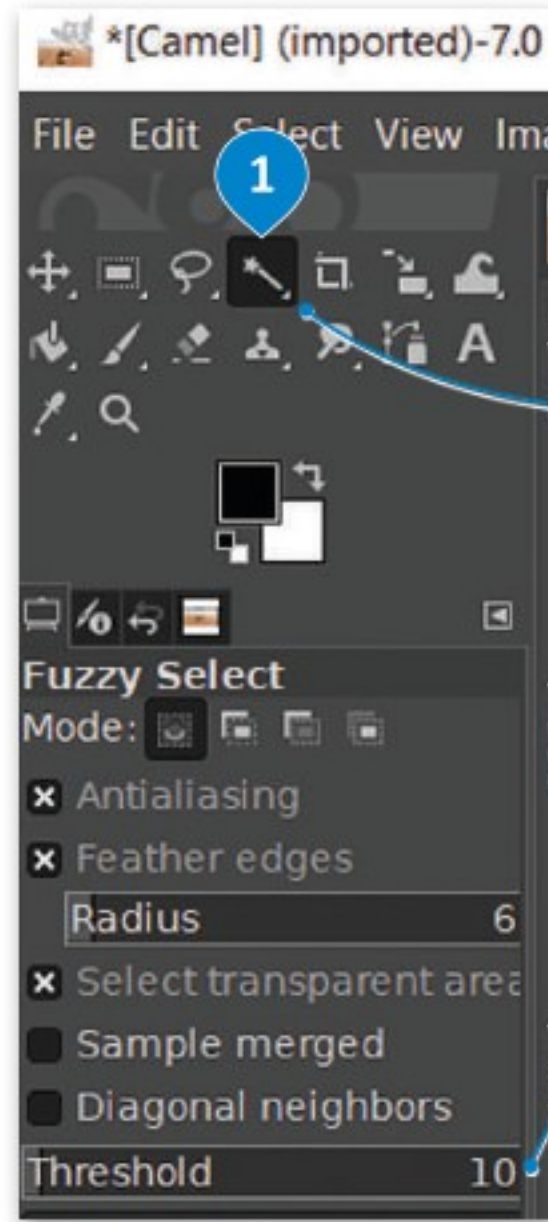 *[Camel] (imported)-7.0
File Edit Select View Ima
1
A
Fuzzy Select
Mode:
Antialiasing
Feather edges
Radius 6
Select transparent area
Sample merged
Diagonal neighbors
Threshold 10